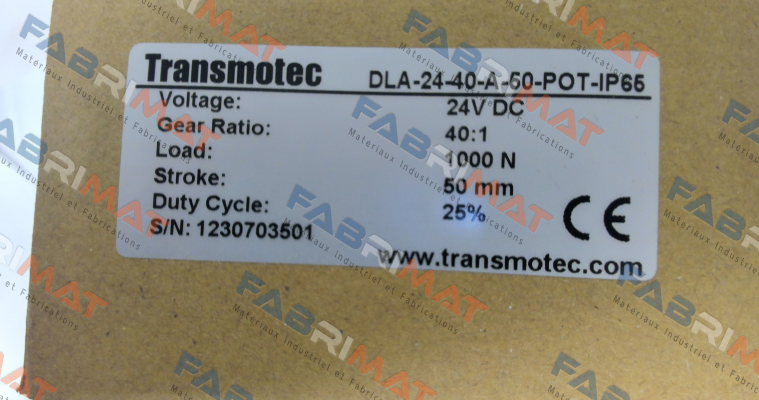 Transmotec DLA-24-40-A-50-POT-IP65
Voltage: 24V DC
Gear Ratio: 40:1
Load: 1000 N
Stroke: 50 mm
Duty Cycle: 25%
S/N: 1230703501
CE
www.transmotec.com
FABRIMAT
Materiaux Industriel et Fabrications